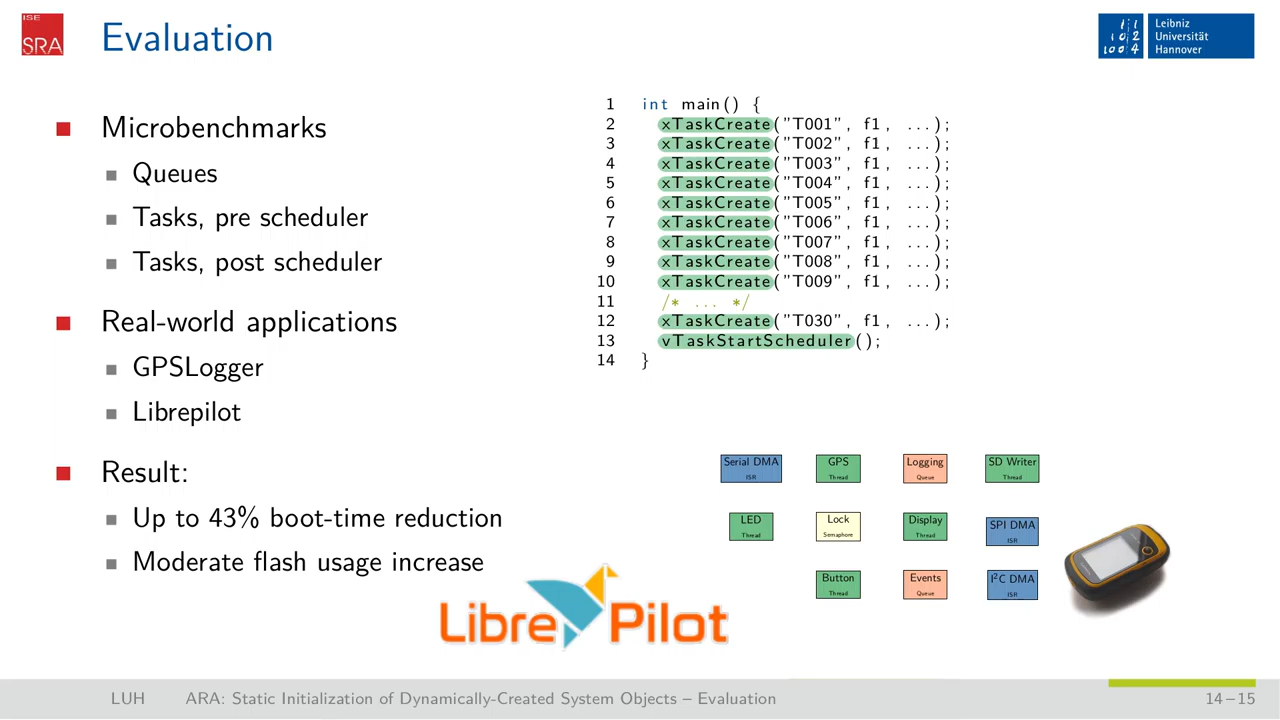 ISE
SRA
Evaluation
Leibniz
Universität
Hannover
Microbenchmarks
Queues
Tasks, pre scheduler
Tasks, post scheduler
Real-world applications
GPSLogger
Librepilot
Result:
Up to 43% boot-time reduction
Moderate flash usage increase
1 int main() {
2 xTaskCreate("T001", f1, ...);
3 xTaskCreate("T002", f1, ...);
4 xTaskCreate("T003", f1, ...);
5 xTaskCreate("T004", f1, ...);
6 xTaskCreate("T005", f1, ...);
7 xTaskCreate("T006", f1, ...);
8 xTaskCreate("T007", f1, ...);
9 xTaskCreate("T008", f1, ...);
10 xTaskCreate("T009", f1, ...);
11 /* ... */
12 xTaskCreate("T030", f1, ...);
13 vTaskStartScheduler();
14 }
Serial DMA
ISR
GPS
Thread
Logging
Queue
SD Writer
Thread
LED
Thread
Lock
Semaphore
Display
Thread
SPI DMA
ISR
Button
Thread
Events
Queue
I²C DMA
ISR
LibrePilot
LUH ARA: Static Initialization of Dynamically-Created System Objects – Evaluation 14–15